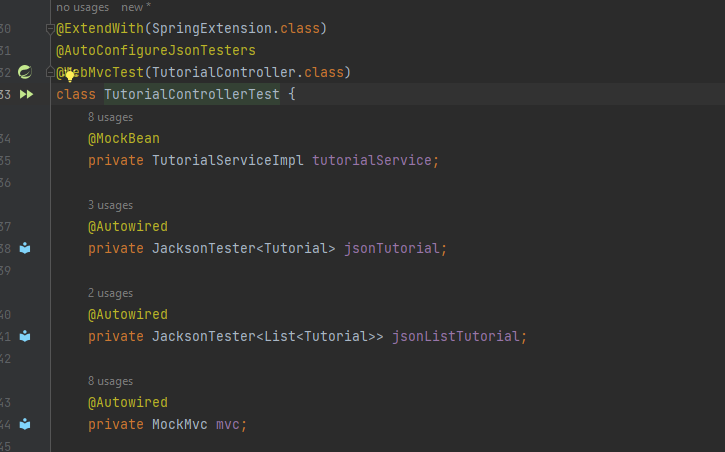 no usages   new *
30 @ExtendWith(SpringExtension.class)
31 @AutoConfigureJsonTesters
32 @WebMvcTest(TutorialController.class)
33 class TutorialControllerTest {
8 usages
34 @MockBean
35 private TutorialServiceImpl tutorialService;
36
3 usages
37 @Autowired
38 private JacksonTester<Tutorial> jsonTutorial;
39
2 usages
40 @Autowired
41 private JacksonTester<List<Tutorial>> jsonListTutorial;
42
8 usages
43 @Autowired
44 private MockMvc mvc;
45